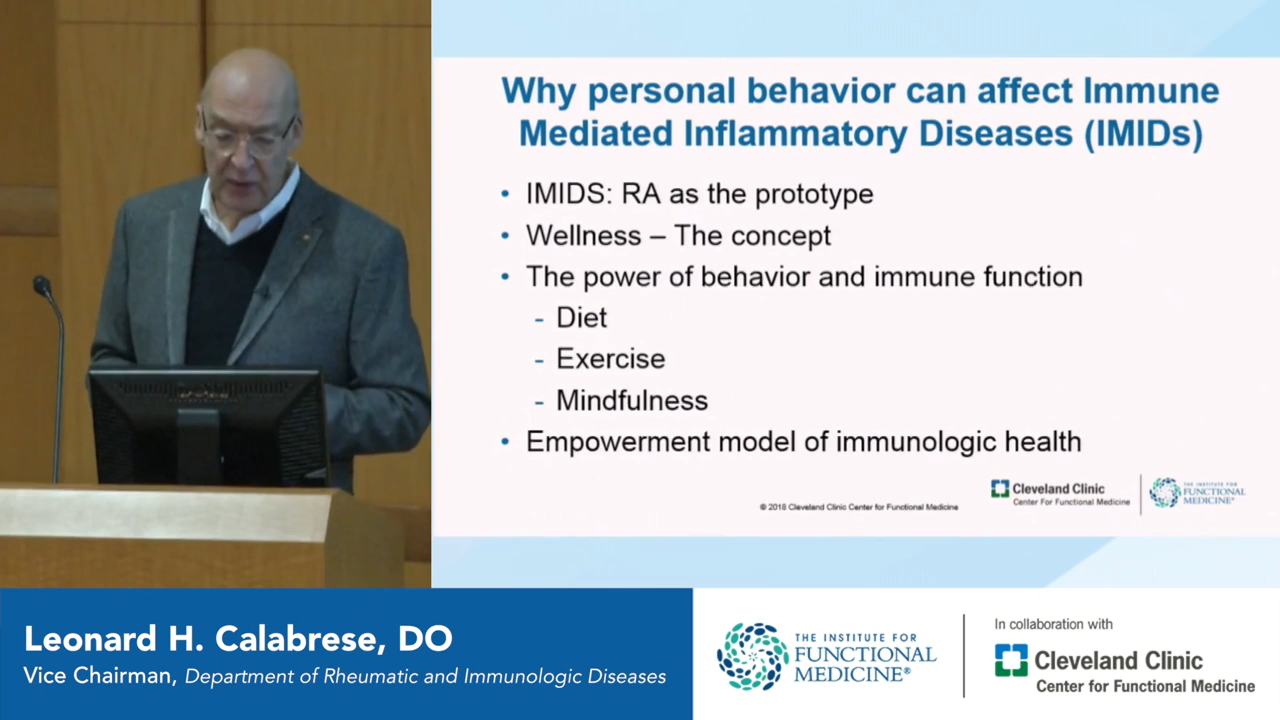 Why personal behavior can affect Immune
Mediated Inflammatory Diseases (IMIDs)
• IMIDS: RA as the prototype
• Wellness – The concept
• The power of behavior and immune function
- Diet
- Exercise
- Mindfulness
• Empowerment model of immunologic health
© 2018 Cleveland Clinic Center for Functional Medicine
Cleveland Clinic
Center For Functional Medicine
THE INSTITUTE FOR
FUNCTIONAL
MEDICINE®
Leonard H. Calabrese, DO
Vice Chairman, Department of Rheumatic and Immunologic Diseases
THE INSTITUTE FOR
FUNCTIONAL
MEDICINE®
In collaboration with
Cleveland Clinic
Center for Functional Medicine